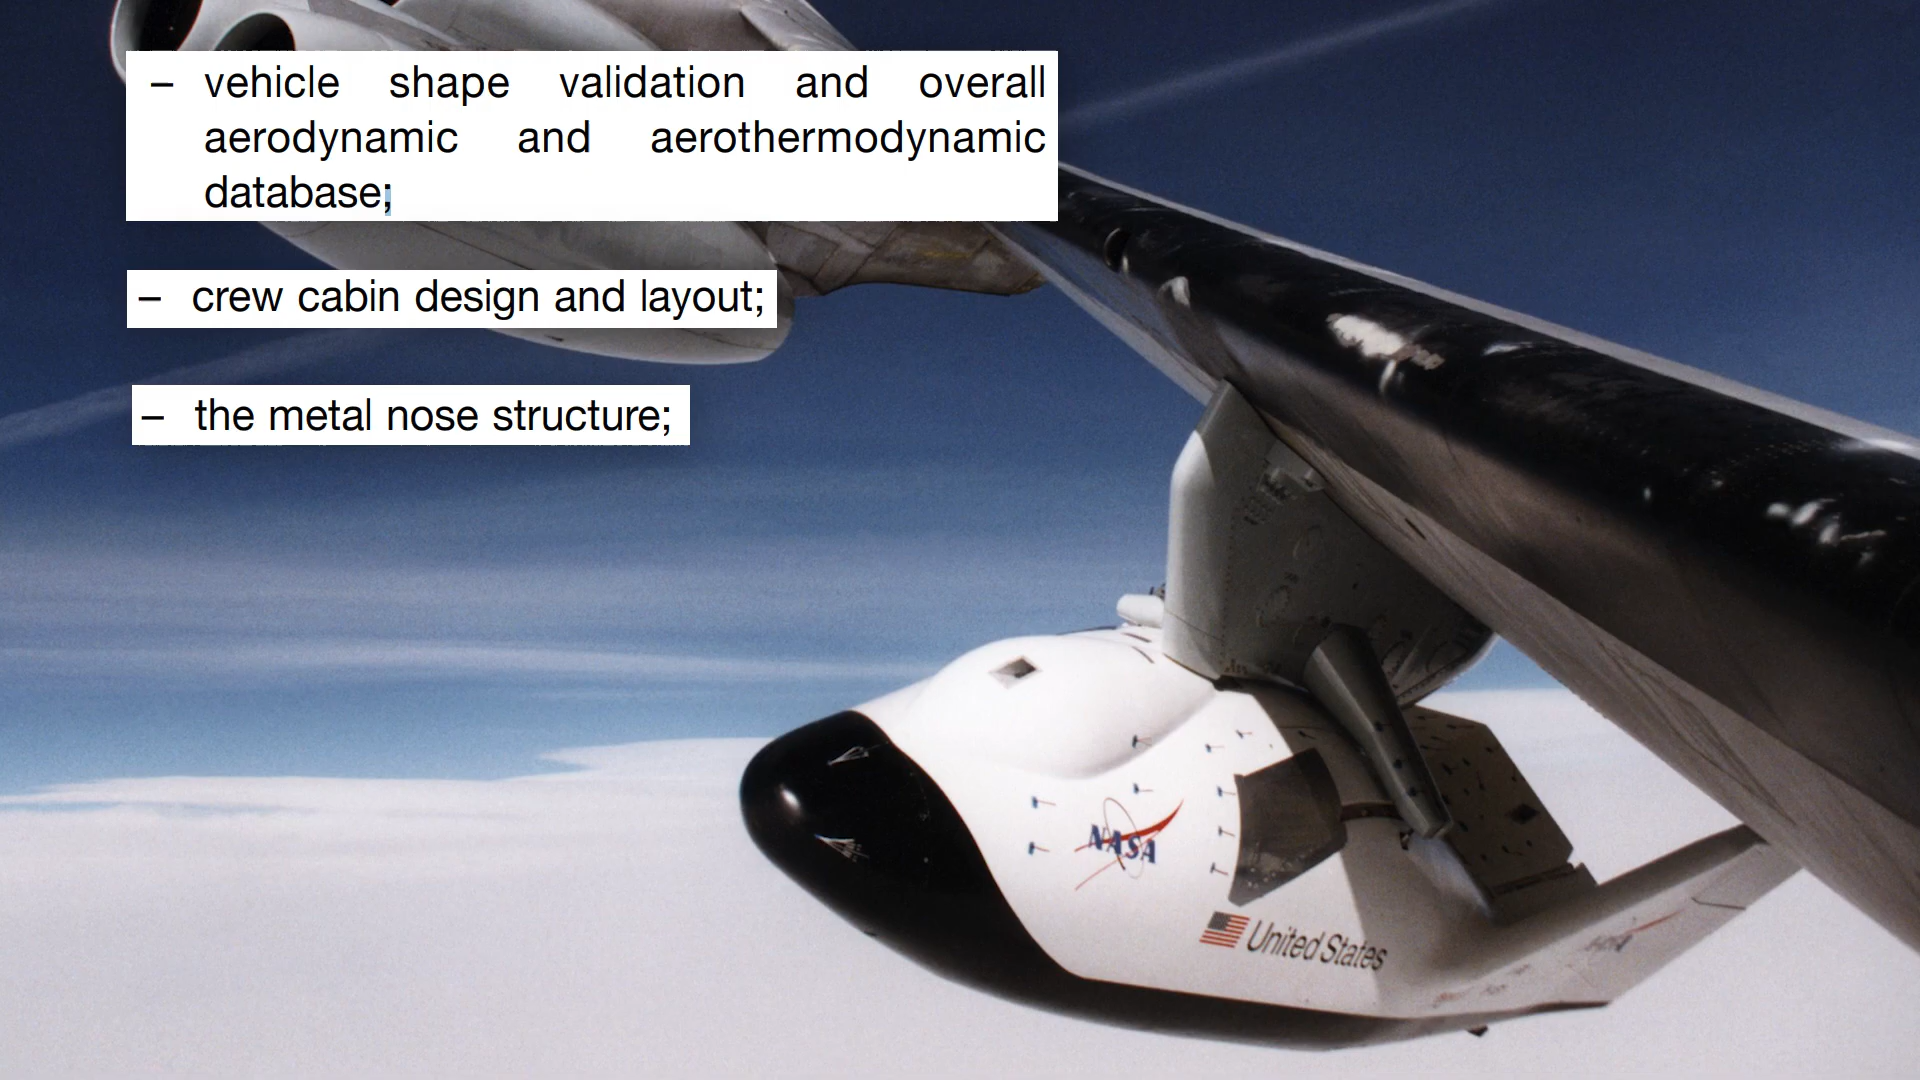 – vehicle shape validation and overall
aerodynamic and aerothermodynamic
database;
– crew cabin design and layout;
– the metal nose structure;
NASA
United States